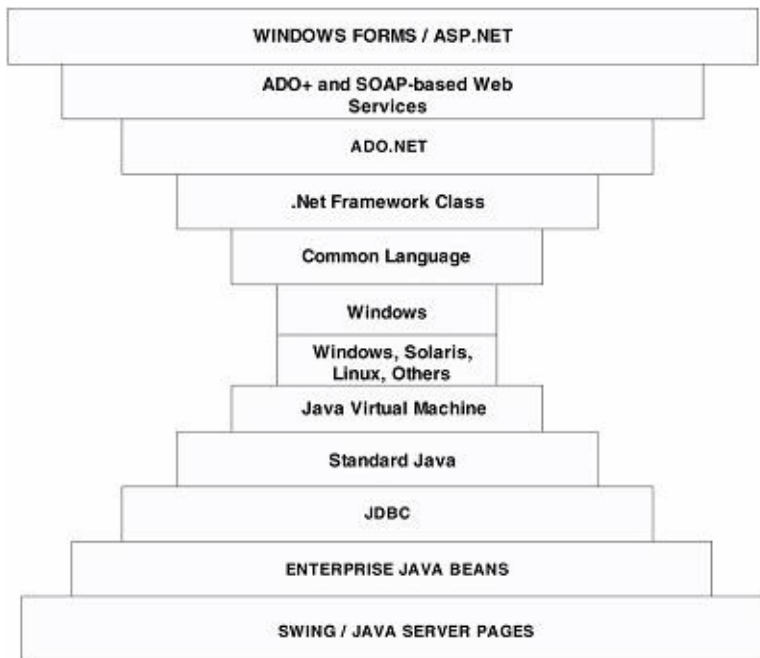 WINDOWS FORMS / ASP.NET
ADO+ and SOAP-based Web
Services
ADO.NET
.Net Framework Class
Common Language
Windows
Windows, Solaris,
Linux, Others
Java Virtual Machine
Standard Java
JDBC
ENTERPRISE JAVA BEANS
SWING / JAVA SERVER PAGES